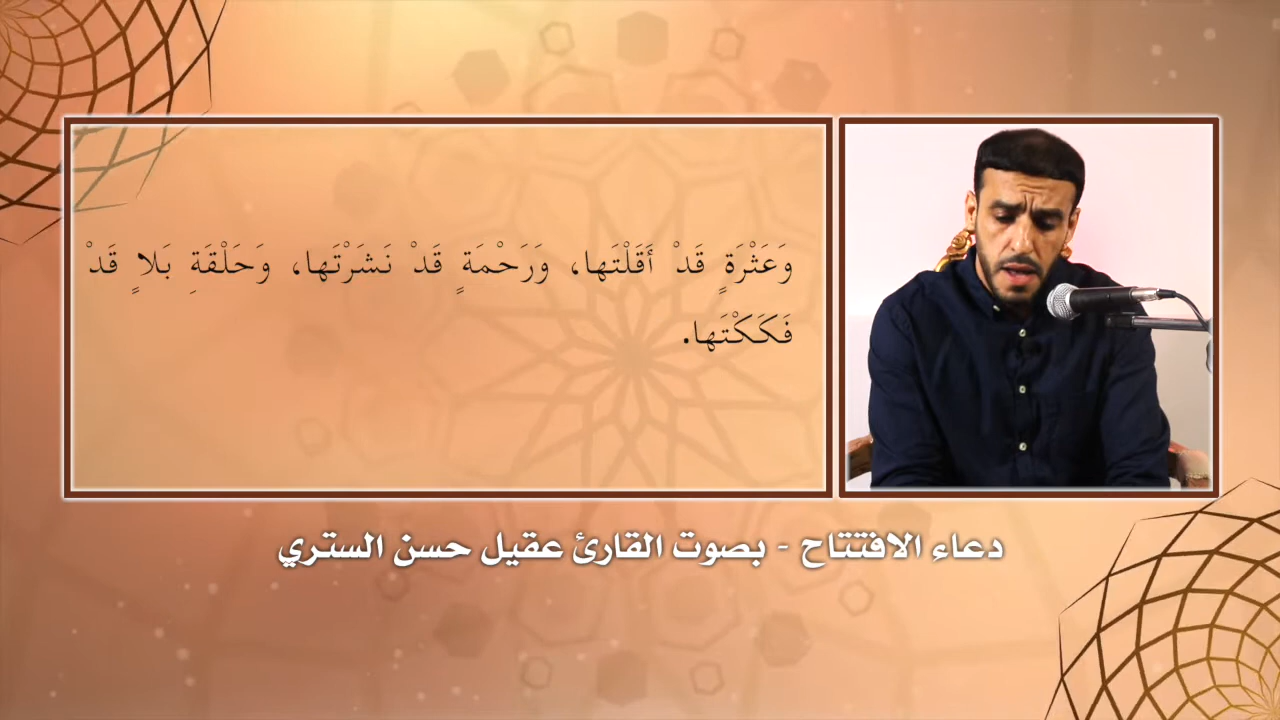 وَعَثْرَةٍ قَدْ أَقَلْتَها، وَرَحْمَةٍ قَدْ نَشَرْتَها، وَحَلْقَةِ بَلاٍ قَدْ
فَكَكْتَها.
دعاء الافتتاح - بصوت القارئ عقيل حسن الستري